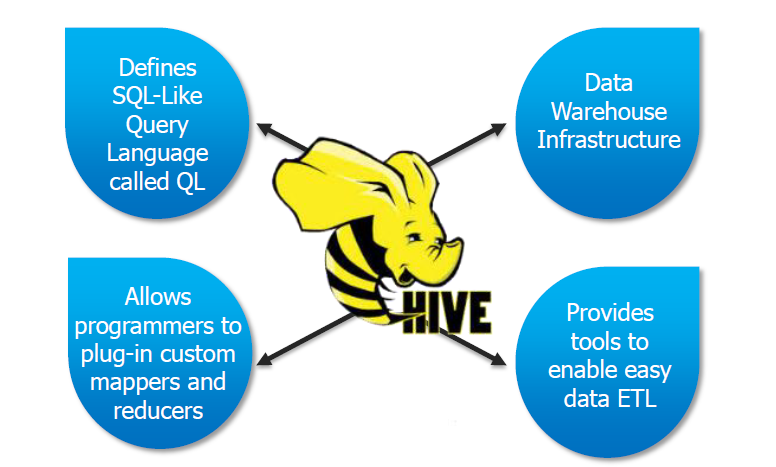 Defines
SQL-Like
Query
Language
called QL
Data
Warehouse
Infrastructure
HIVE
Allows
programmers to
plug-in custom
mappers and
reducers
Provides
tools to
enable easy
data ETL